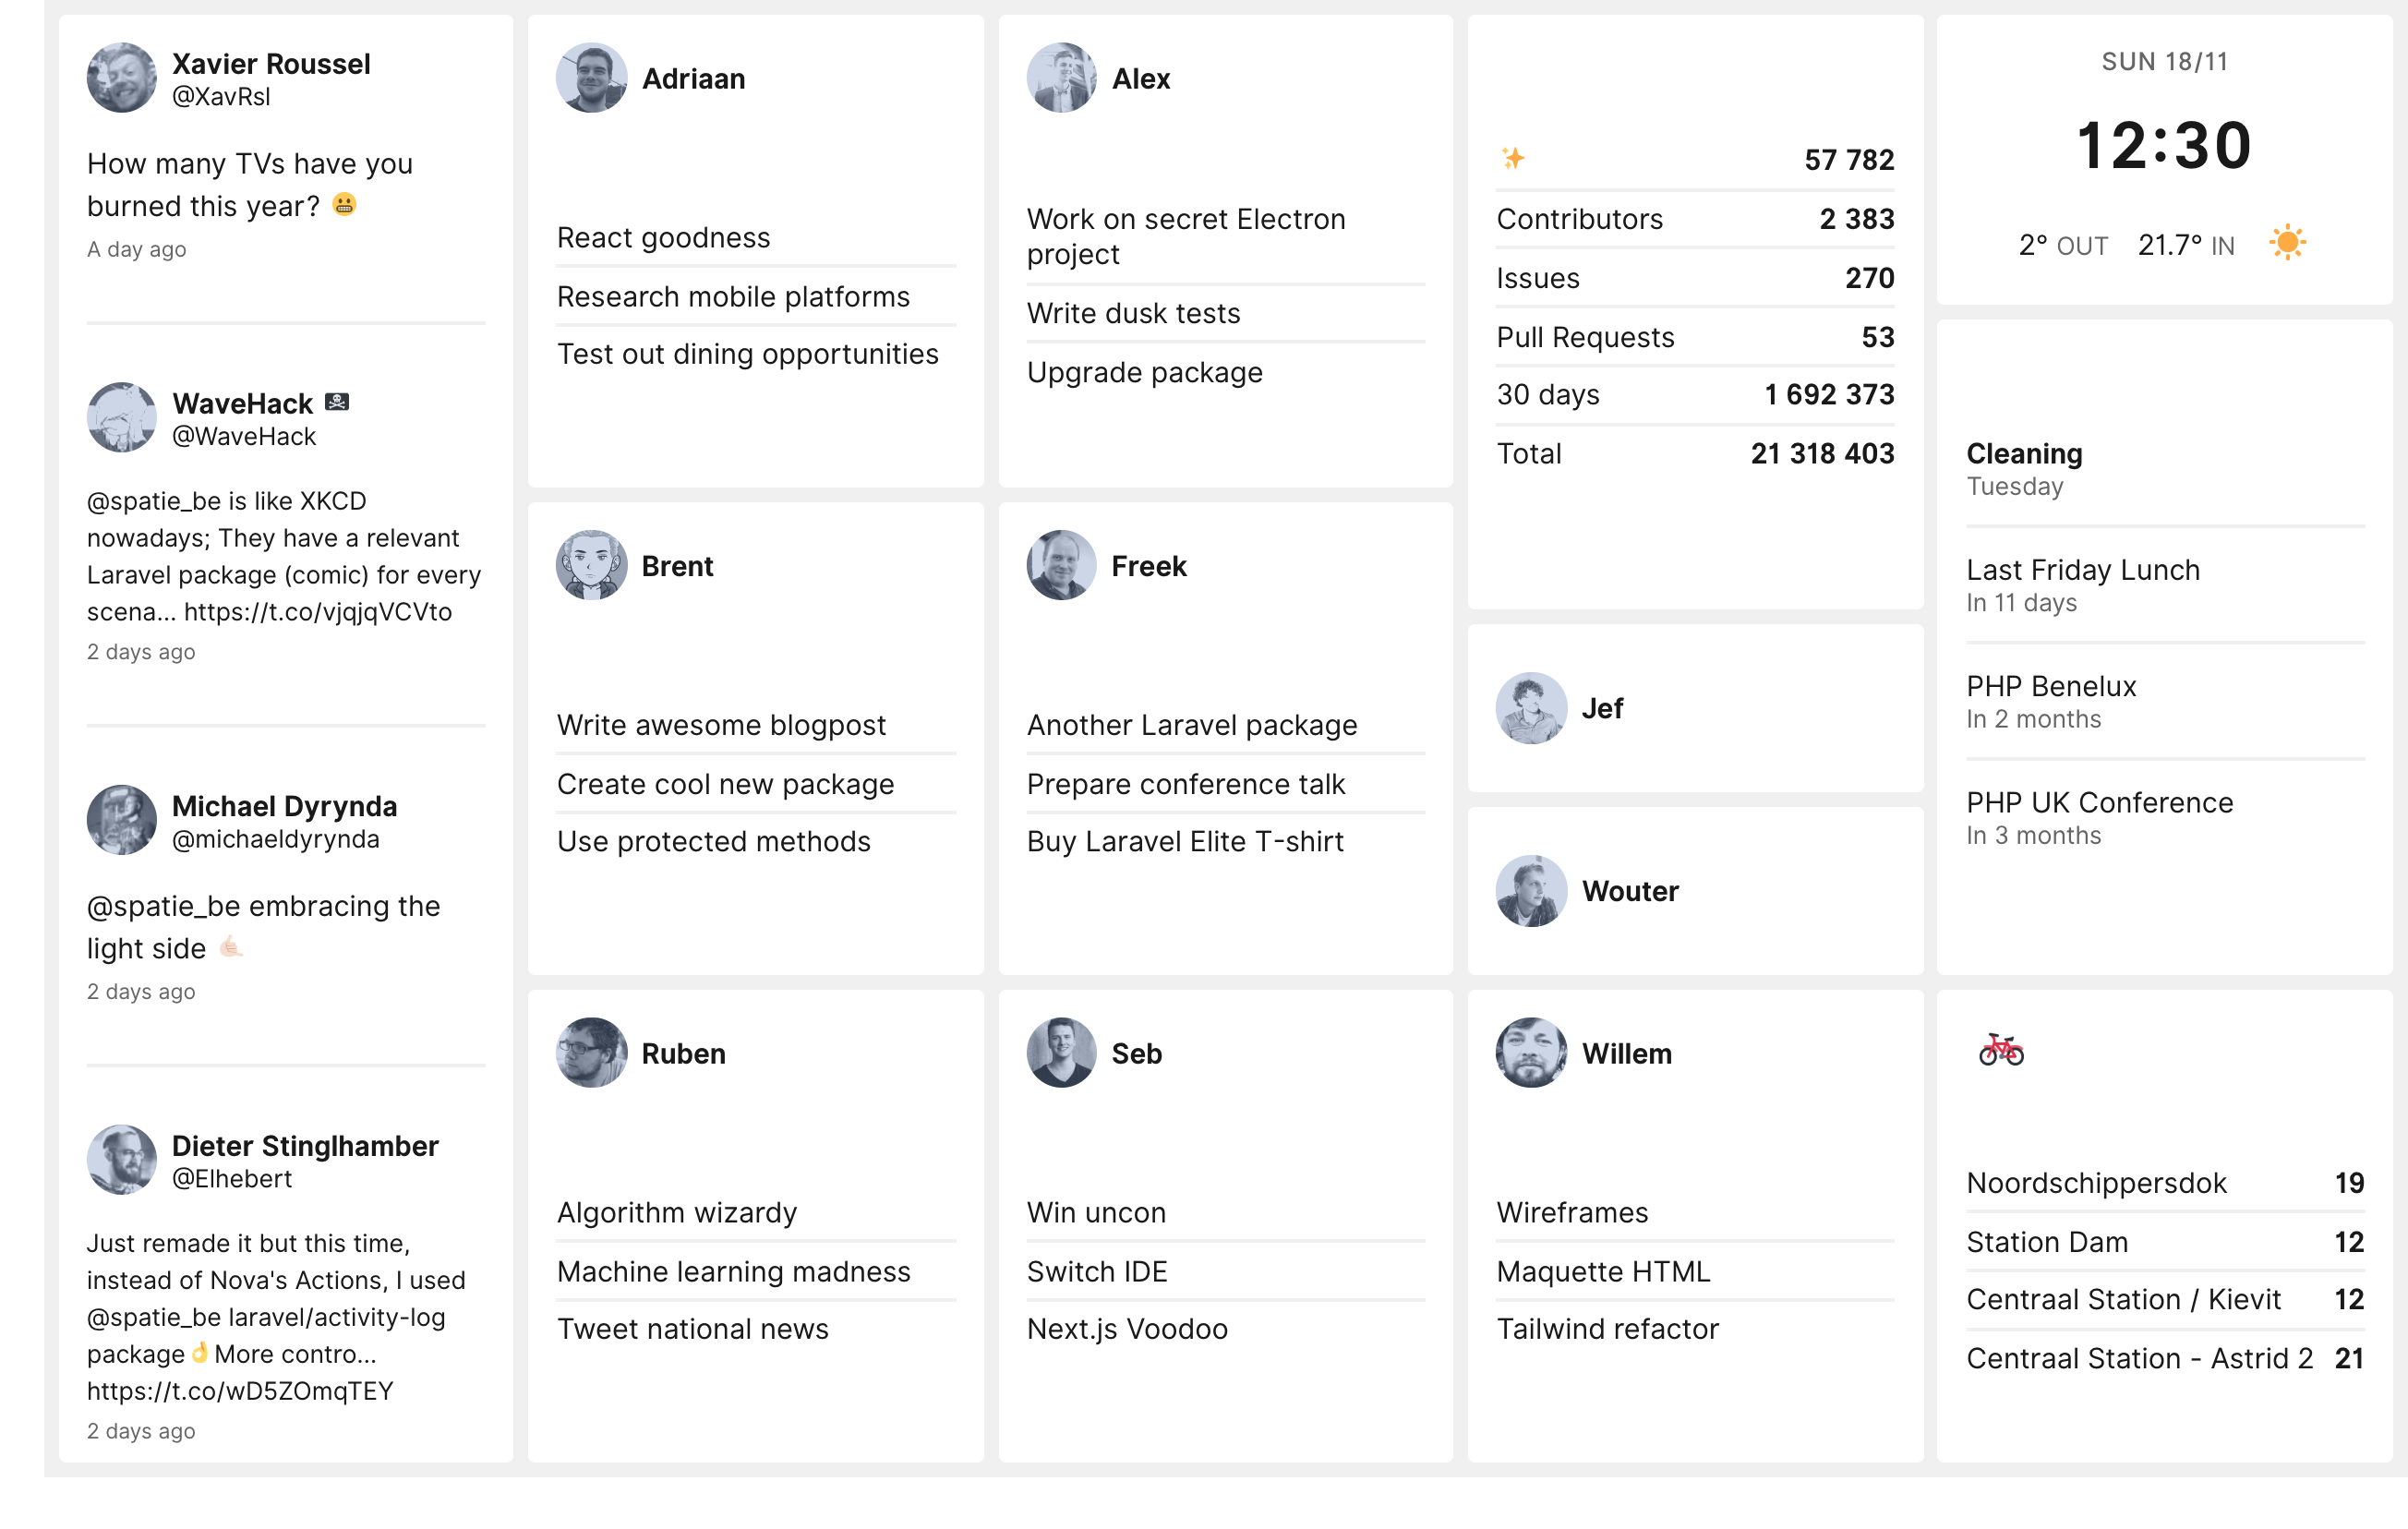 Xavier Roussel
@XavRsl
How many TVs have you
burned this year? 😬
A day ago
WaveHack 🏴‍☠️
@WaveHack
@spatie_be is like XKCD
nowadays; They have a relevant
Laravel package (comic) for every
scena... https://t.co/vjqjqVCVto
2 days ago
Michael Dyrynda
@michaeldyrynda
@spatie_be embracing the
light side 🤙🏻
2 days ago
Dieter Stinglhamber
@Elhebert
Just remade it but this time,
instead of Nova's Actions, I used
@spatie_be laravel/activity-log
package👌More contro...
https://t.co/wD5ZOmqTEY
2 days ago
Adriaan
React goodness
Research mobile platforms
Test out dining opportunities
Brent
Write awesome blogpost
Create cool new package
Use protected methods
Ruben
Algorithm wizardy
Machine learning madness
Tweet national news
Alex
Work on secret Electron
project
Write dusk tests
Upgrade package
Freek
Another Laravel package
Prepare conference talk
Buy Laravel Elite T-shirt
Seb
Win uncon
Switch IDE
Next.js Voodoo
✨ 57 782
Contributors 2 383
Issues 270
Pull Requests 53
30 days 1 692 373
Total 21 318 403
Jef
Wouter
Willem
Wireframes
Maquette HTML
Tailwind refactor
SUN 18/11
12:30
2° OUT 21.7° IN
Cleaning
Tuesday
Last Friday Lunch
In 11 days
PHP Benelux
In 2 months
PHP UK Conference
In 3 months
Noordschippersdok 19
Station Dam 12
Centraal Station / Kievit 12
Centraal Station - Astrid 2 21